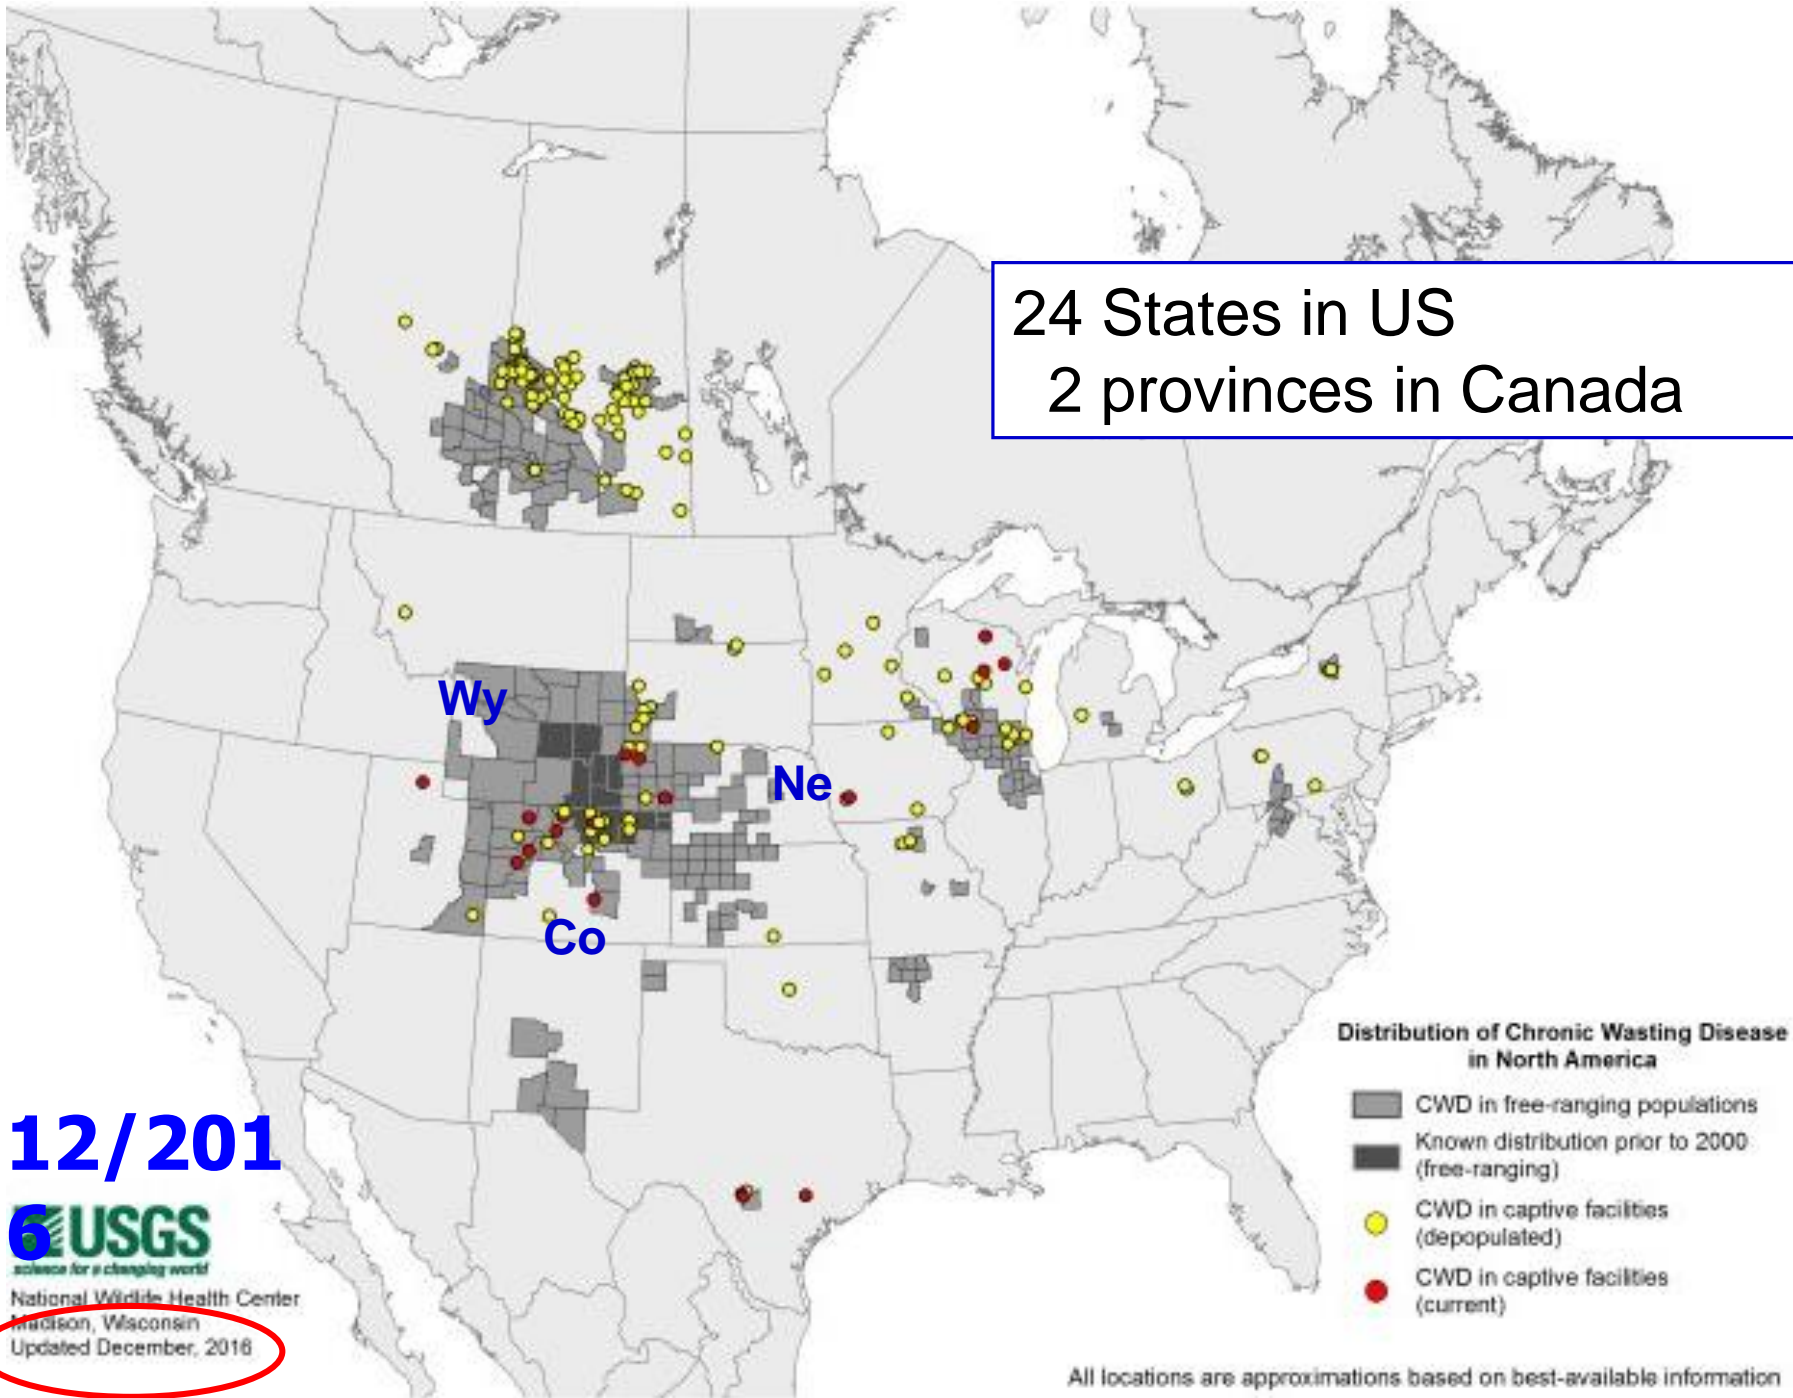 24 States in US
2 provinces in Canada
Wy
Ne
Co
Distribution of Chronic Wasting Disease
in North America
CWD in free-ranging populations
Known distribution prior to 2000
(free-ranging)
CWD in captive facilities
(depopulated)
CWD in captive facilities
(current)
12/201
6
USGS
science for a changing world
National Wildlife Health Center
Madison, Wisconsin
Updated December, 2016
All locations are approximations based on best-available information